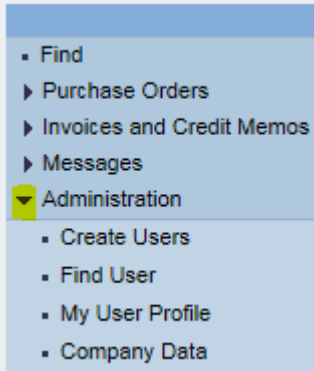 Find
Purchase Orders
Invoices and Credit Memos
Messages
Administration
Create Users
Find User
My User Profile
Company Data